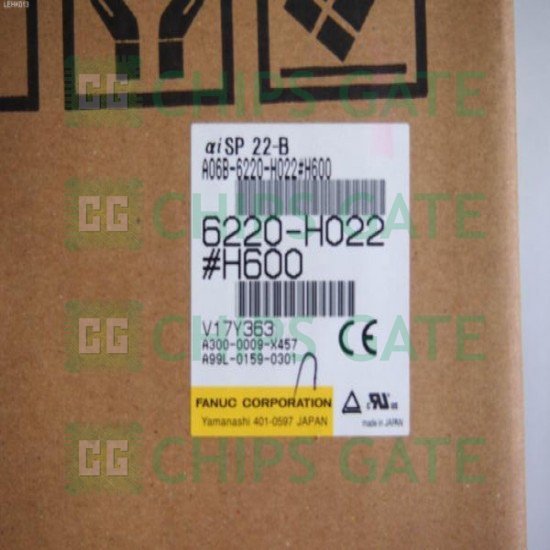 LEHK013
CG CHIPS GATE
αiSP 22-B
A06B-6220-H022#H600
CG CHIPS GATE
6220-H022
#H600
V17Y363
CG CHIPS GATE
A300-0009-X457
A99L-0159-0301
FANUC CORPORATION
Yamanashi 401-0597 JAPAN
CE
c RU us
made in JAPAN
CG CHIPS GATE